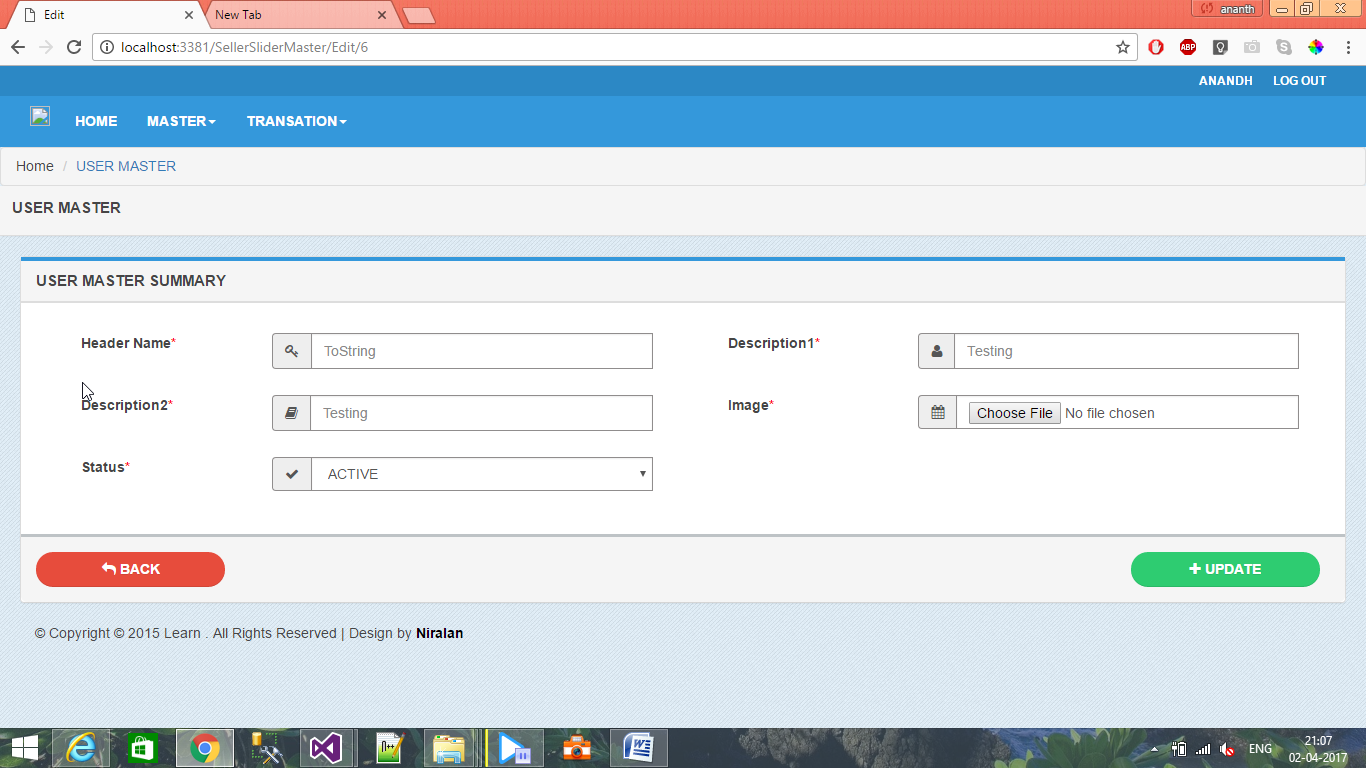 Edit
New Tab
ananth
localhost:3381/SellerSliderMaster/Edit/6
ABP
ANANDH LOG OUT
HOME MASTER TRANSATION
Home / USER MASTER
USER MASTER
USER MASTER SUMMARY
Header Name* ToString Description1* Testing
Description2* Testing Image* Choose File No file chosen
Status* ACTIVE
BACK UPDATE
© Copyright © 2015 Learn . All Rights Reserved | Design by Niralan
ENG 21:07
02-04-2017